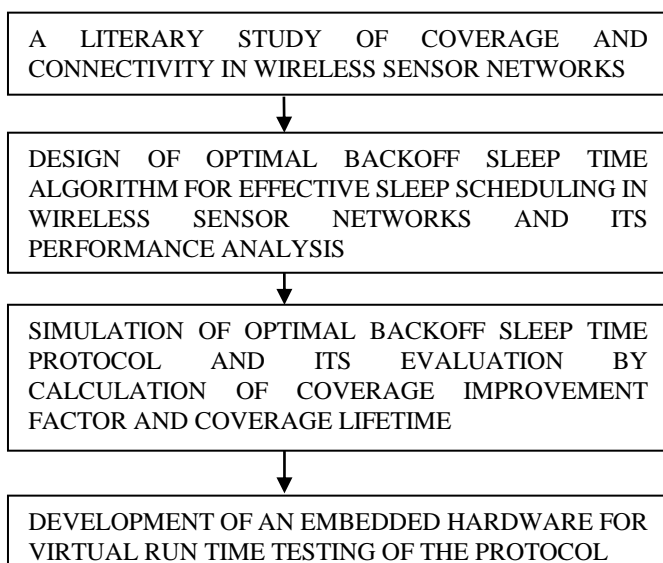 A LITERARY STUDY OF COVERAGE AND
CONNECTIVITY IN WIRELESS SENSOR NETWORKS
DESIGN OF OPTIMAL BACKOFF SLEEP TIME
ALGORITHM FOR EFFECTIVE SLEEP SCHEDULING IN
WIRELESS SENSOR NETWORKS AND ITS
PERFORMANCE ANALYSIS
SIMULATION OF OPTIMAL BACKOFF SLEEP TIME
PROTOCOL AND ITS EVALUATION BY
CALCULATION OF COVERAGE IMPROVEMENT
FACTOR AND COVERAGE LIFETIME
DEVELOPMENT OF AN EMBEDDED HARDWARE FOR
VIRTUAL RUN TIME TESTING OF THE PROTOCOL